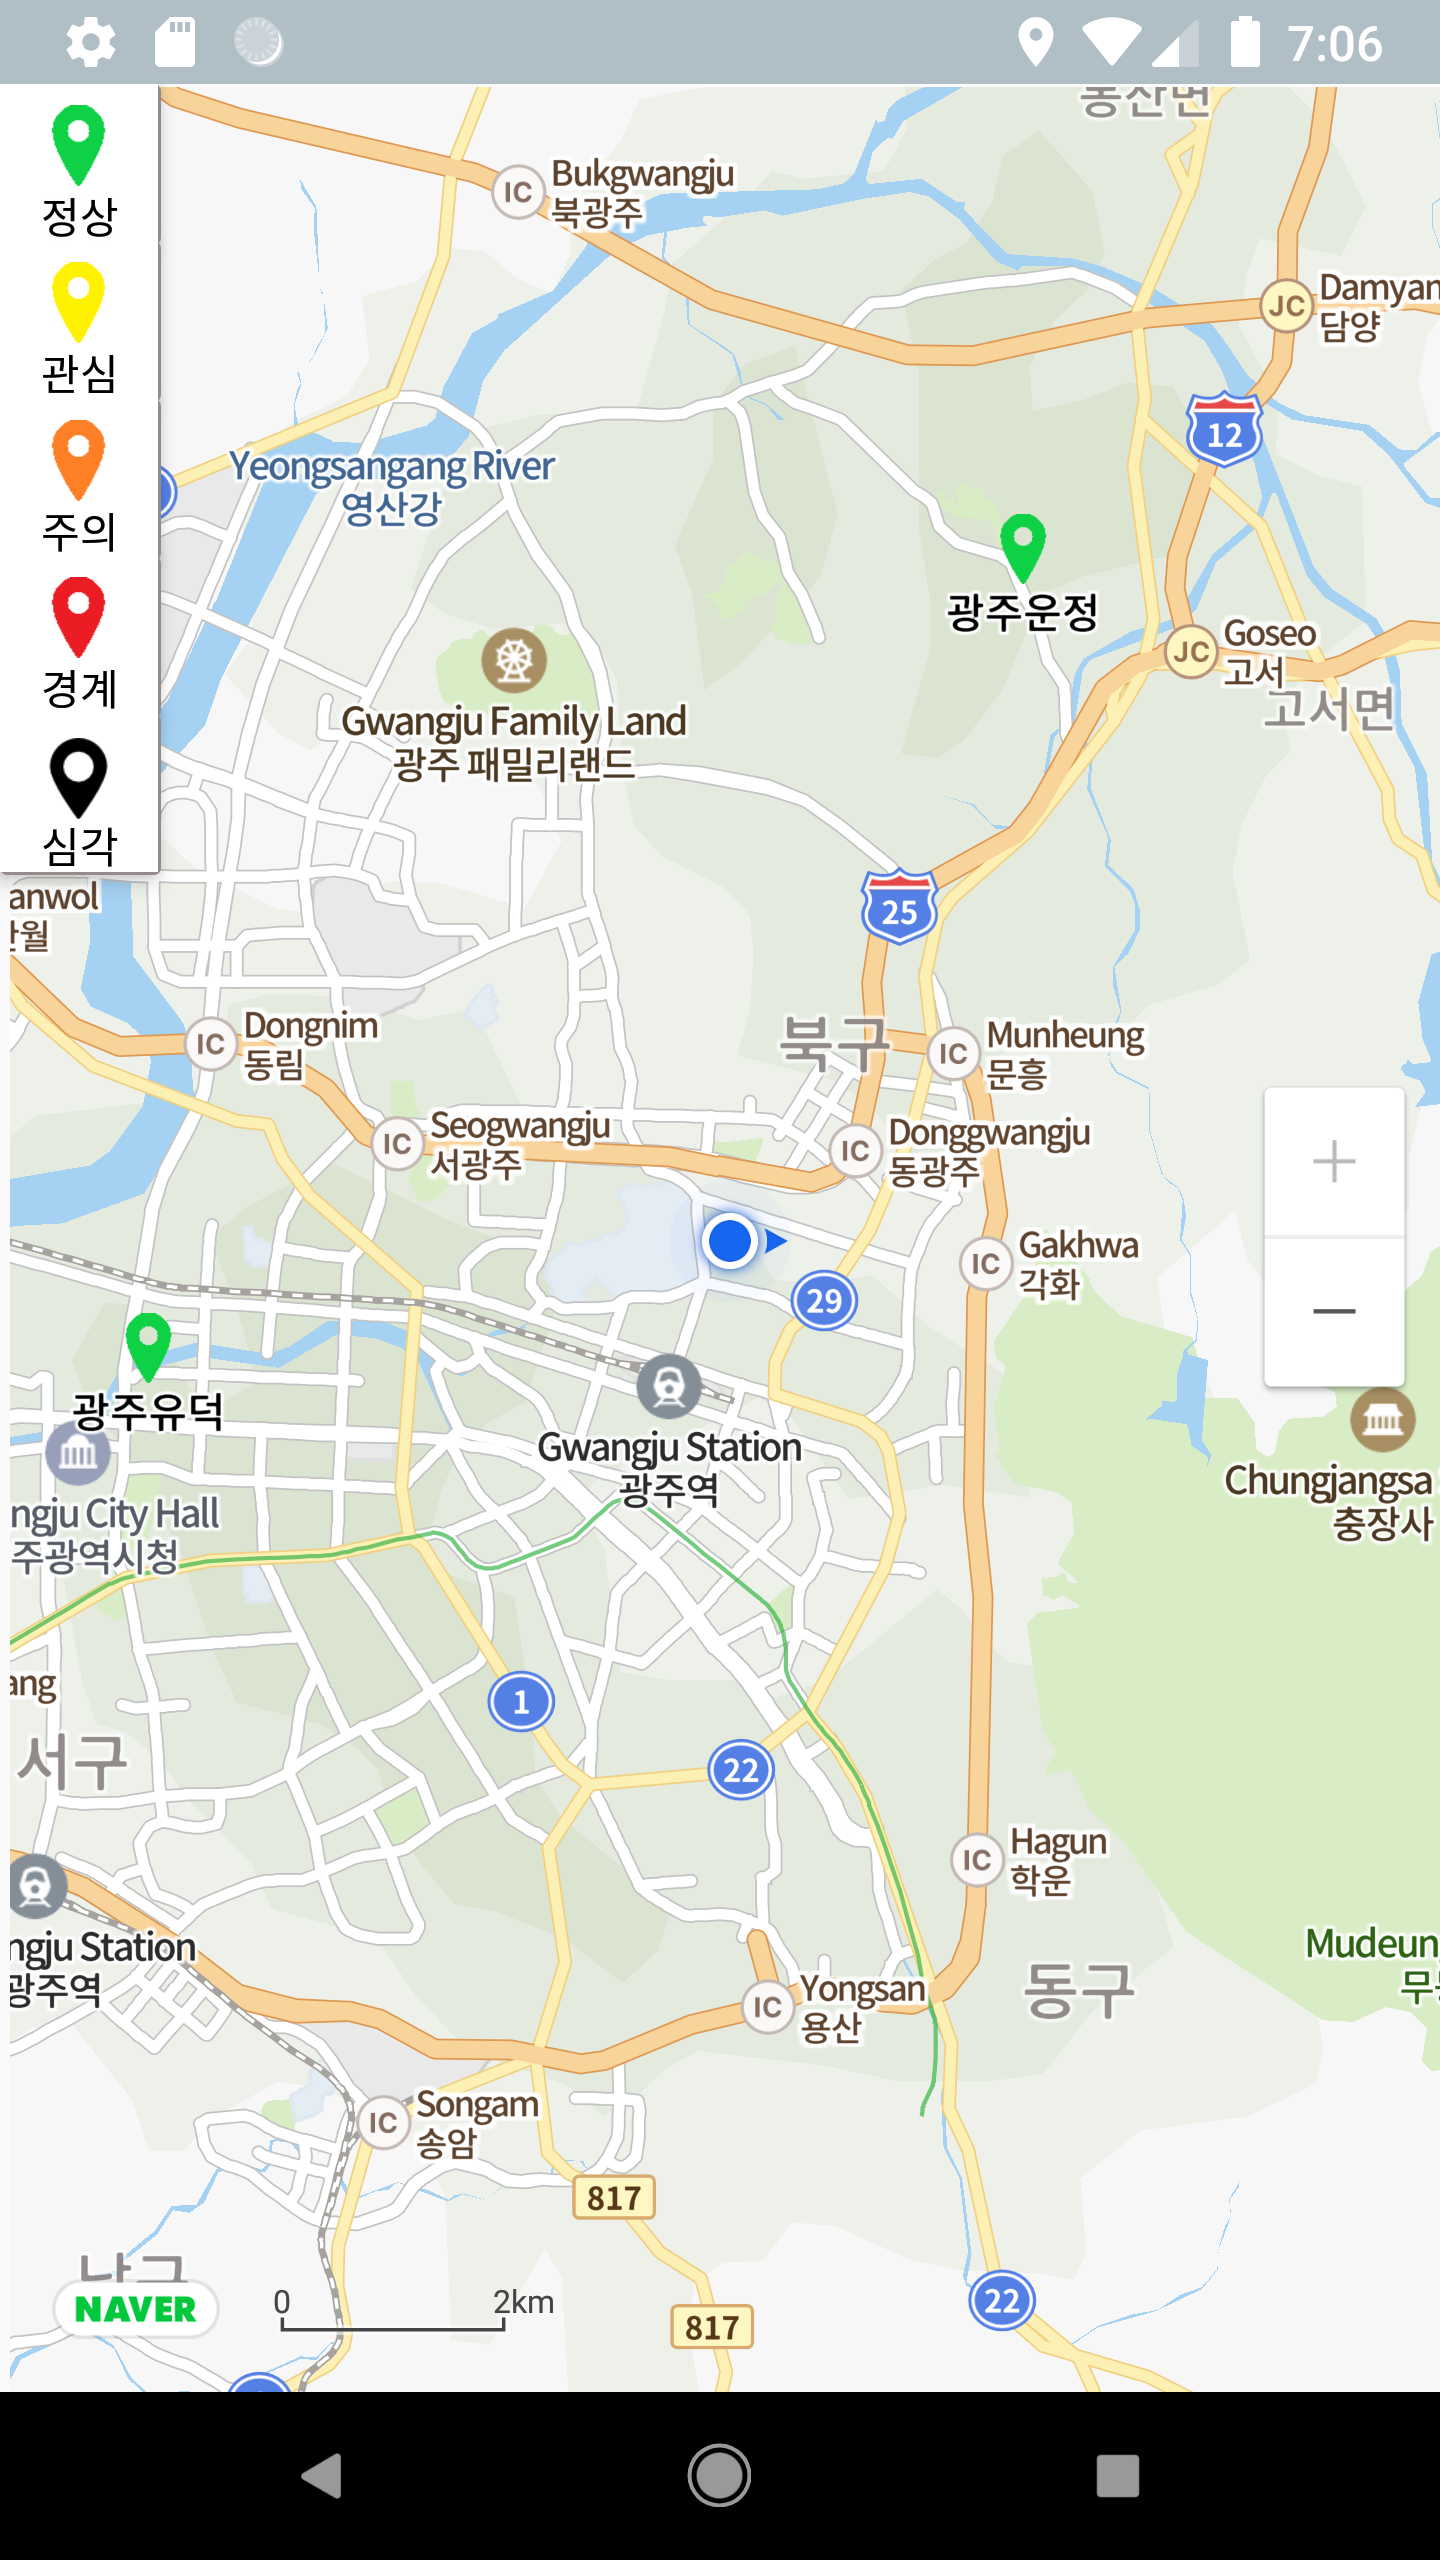 7:06
정상
관심
주의
경계
심각
Bukgwangju
북광주
IC
JC
Damyan
담양
12
Yeongsangang River
영산강
광주운정
JC
Goseo
고서
고서면
Gwangju Family Land
광주 패밀리랜드
25
anwol
IC
Dongnim
동림
북구
IC
Munheung
문흥
IC
Seogwangju
서광주
IC
Donggwangju
동광주
IC
Gakhwa
각화
29
광주유덕
Gwangju Station
광주역
ngju City Hall
주광역시청
Chungjangsa
충장사
ang
1
서구
22
IC
Hagun
학운
ngju Station
광주역
Mudeun
IC
Yongsan
용산
동구
IC
Songam
송암
817
남구
NAVER
0 2km
22
817